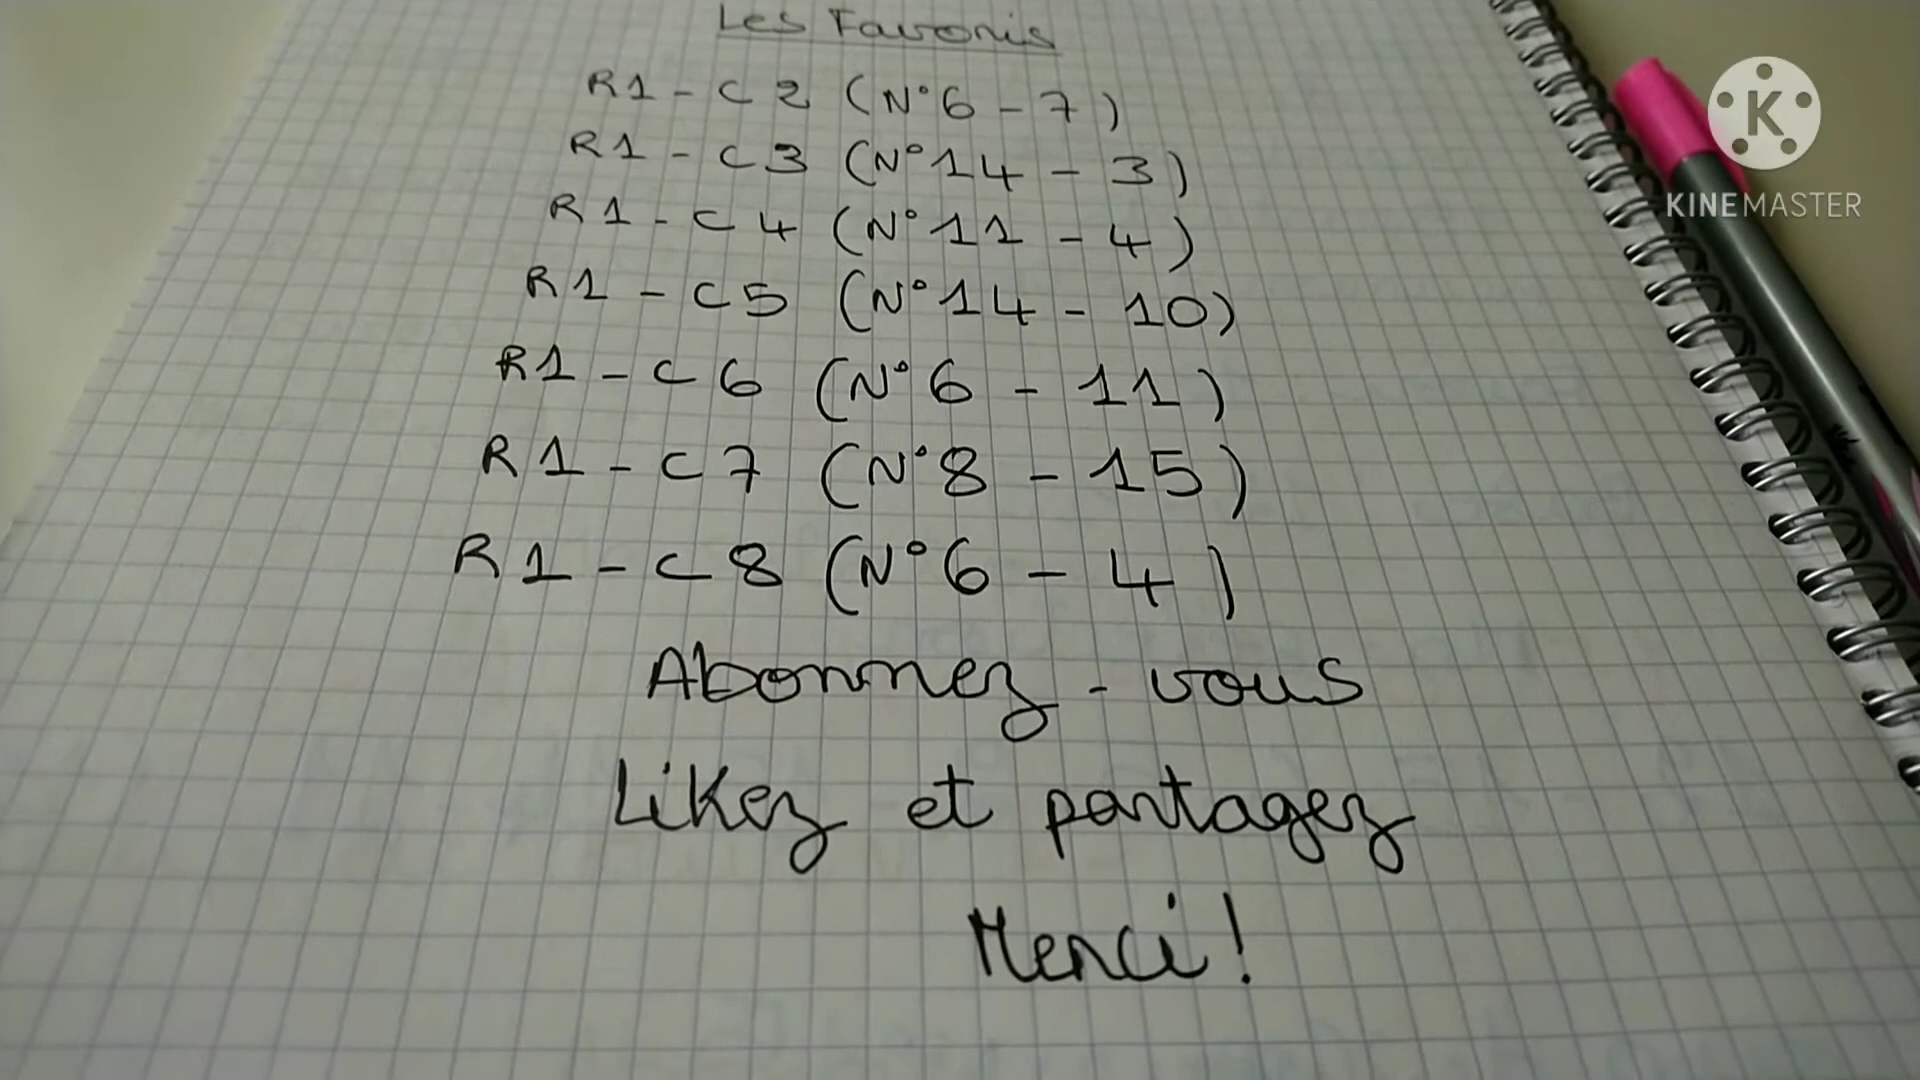 Les Favoris
R1 - C2 (N°6 - 7)
R1 - C3 (N°14 - 3)
R1 - C4 (N°11 - 4)
R1 - C5 (N°14 - 10)
R1 - C6 (N°6 - 11)
R1 - C7 (N°8 - 15)
R1 - C8 (N°6 - 4)
Abonnez - vous
Likez et partagez
Merci!
K
KINEMASTER